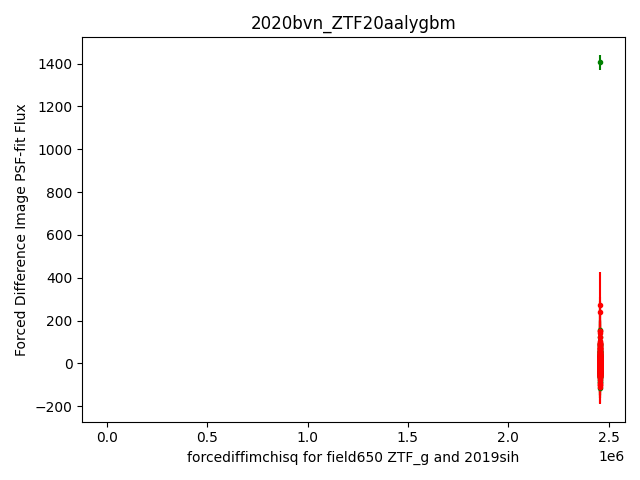 2020bvn_ZTF20aalygbm
Forced Difference Image PSF-fit Flux
1400
1200
1000
800
600
400
200
0
−200
0.0 0.5 1.0 1.5 2.0 2.5
1e6
forcediffimchisq for field650 ZTF_g and 2019sih